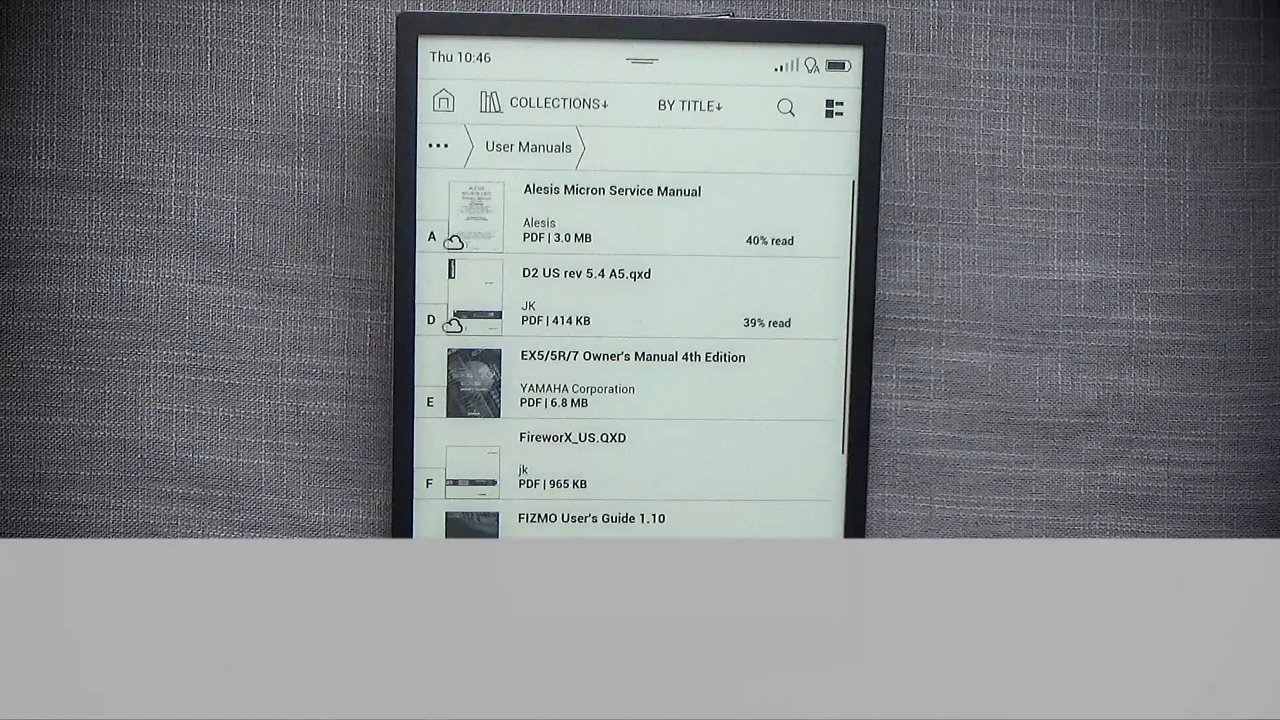 Thu 10:46
COLLECTIONS↓ BY TITLE↓
User Manuals
Alesis Micron Service Manual
Alesis
A PDF | 3.0 MB 40% read
D2 US rev 5.4 A5.qxd
JK
D PDF | 414 KB 39% read
EX5/5R/7 Owner's Manual 4th Edition
YAMAHA Corporation
E PDF | 6.8 MB
FireworX_US.QXD
jk
F PDF | 965 KB
FIZMO User's Guide 1.10